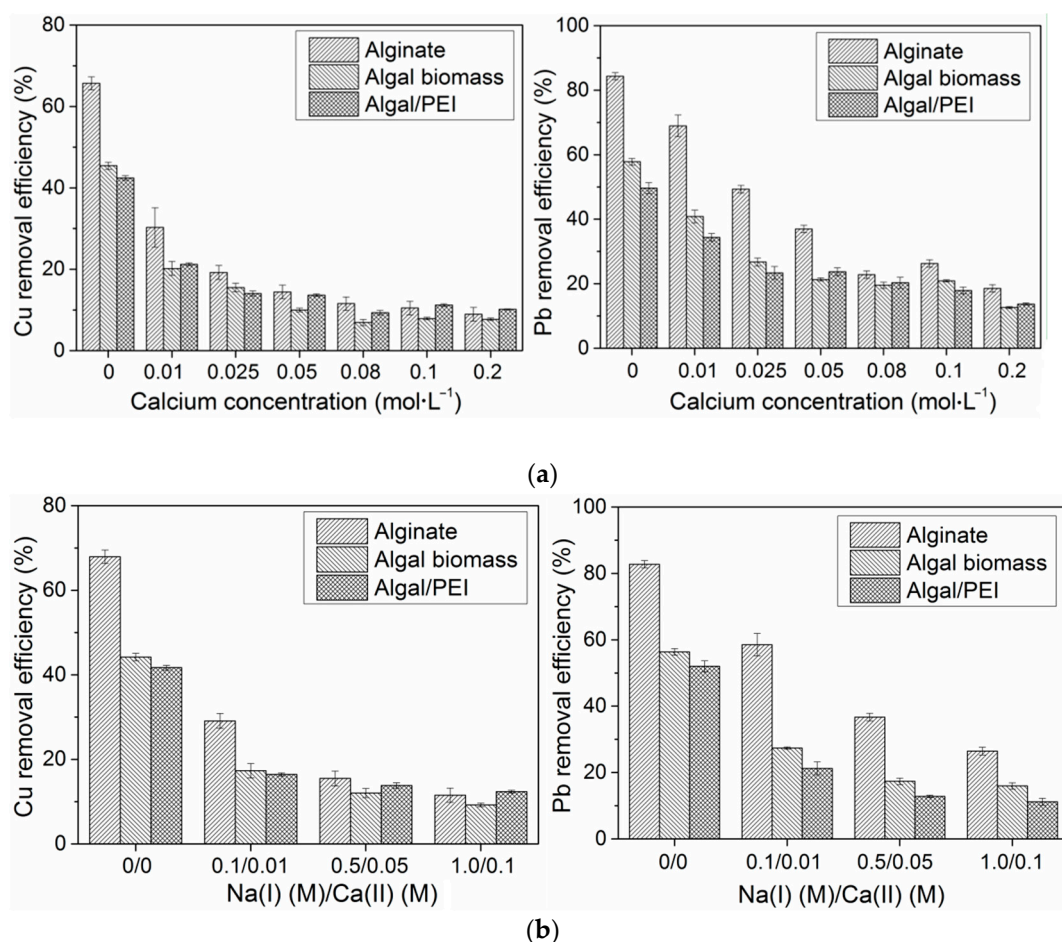 Cu removal efficiency (%)
80
60
40
20
0
Alginate
Algal biomass
Algal/PEI
0 0.01 0.025 0.05 0.08 0.1 0.2
Calcium concentration (mol·L⁻¹)
Pb removal efficiency (%)
100
80
60
40
20
0
Alginate
Algal biomass
Algal/PEI
0 0.01 0.025 0.05 0.08 0.1 0.2
Calcium concentration (mol·L⁻¹)
(a)
Cu removal efficiency (%)
80
60
40
20
0
Alginate
Algal biomass
Algal/PEI
0/0 0.1/0.01 0.5/0.05 1.0/0.1
Na(I) (M)/Ca(II) (M)
Pb removal efficiency (%)
100
80
60
40
20
0
Alginate
Algal biomass
Algal/PEI
0/0 0.1/0.01 0.5/0.05 1.0/0.1
Na(I) (M)/Ca(II) (M)
(b)